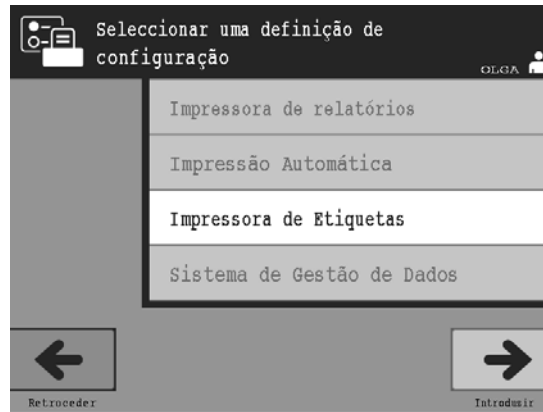 Seleccionar uma definição de
configuração
OLGA
Impressora de relatórios
Impressão Automática
Impressora de Etiquetas
Sistema de Gestão de Dados
Retroceder
Introdusir